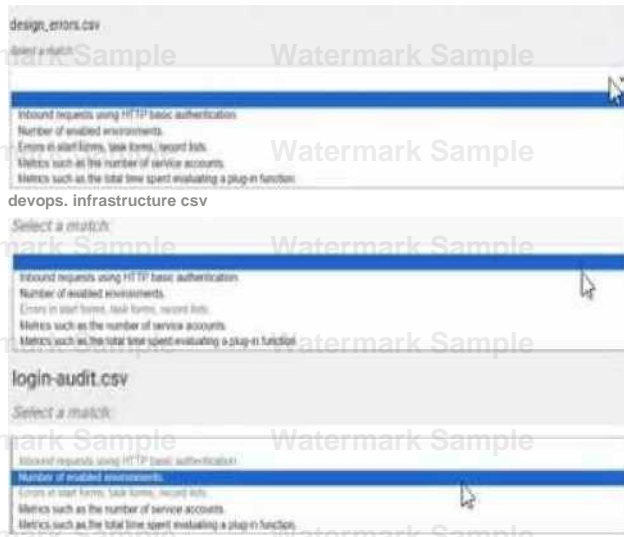 design_errors.csv
Select a match:
Watermark Sample
Inbound requests using HTTP basic authentication.
Number of enabled environments.
Errors in start forms, task forms, record lists.
Metrics such as the number of service accounts.
Watermark Sample
Metrics such as the total time spent evaluating a plug-in function.
devops. infrastructure csv
Select a match:
mark Sample
Watermark Sample
Inbound requests using HTTP basic authentication.
Number of enabled environments.
Errors in start forms, task forms, record lists.
Metrics such as the number of service accounts.
Metrics such as the total time spent evaluating a plug-in function.
Watermark Sample
login-audit.csv
Select a match:
mark Sample
Watermark Sample
Inbound requests using HTTP basic authentication.
Number of enabled environments.
Errors in start forms, task forms, record lists.
Metrics such as the number of service accounts.
Metrics such as the total time spent evaluating a plug-in function.